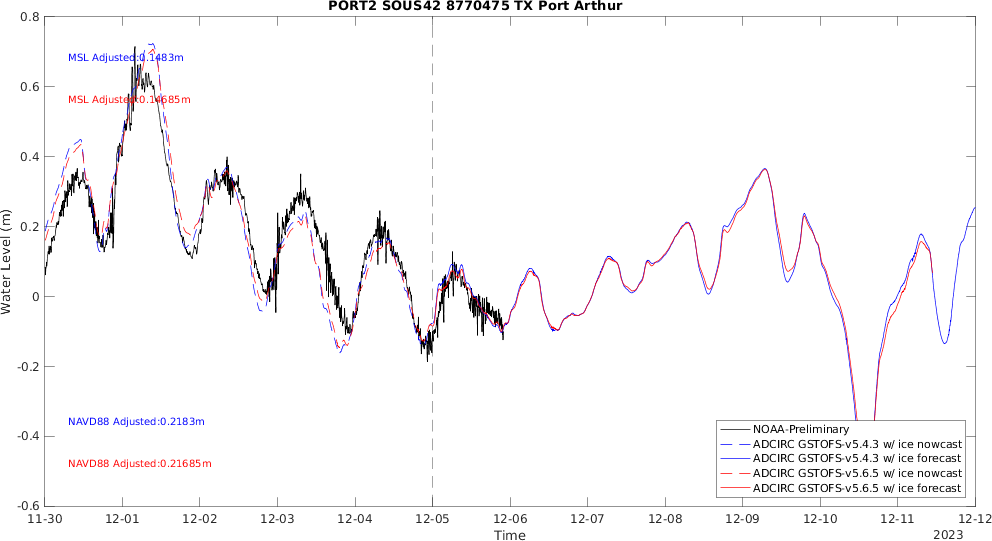 PORT2 SOUS42 8770475 TX Port Arthur
0.8
MSL Adjusted:0.1483m
0.6
MSL Adjusted:0.14685m
0.4
0.2
Water Level (m)
0
-0.2
NAVD88 Adjusted:0.2183m
-0.4
NAVD88 Adjusted:0.21685m
-0.6
NOAA-Preliminary
ADCIRC GSTOFS-v5.4.3 w/ ice nowcast
ADCIRC GSTOFS-v5.4.3 w/ ice forecast
ADCIRC GSTOFS-v5.6.5 w/ ice nowcast
ADCIRC GSTOFS-v5.6.5 w/ ice forecast
11-30 12-01 12-02 12-03 12-04 12-05 12-06 12-07 12-08 12-09 12-10 12-11 12-12
Time
2023